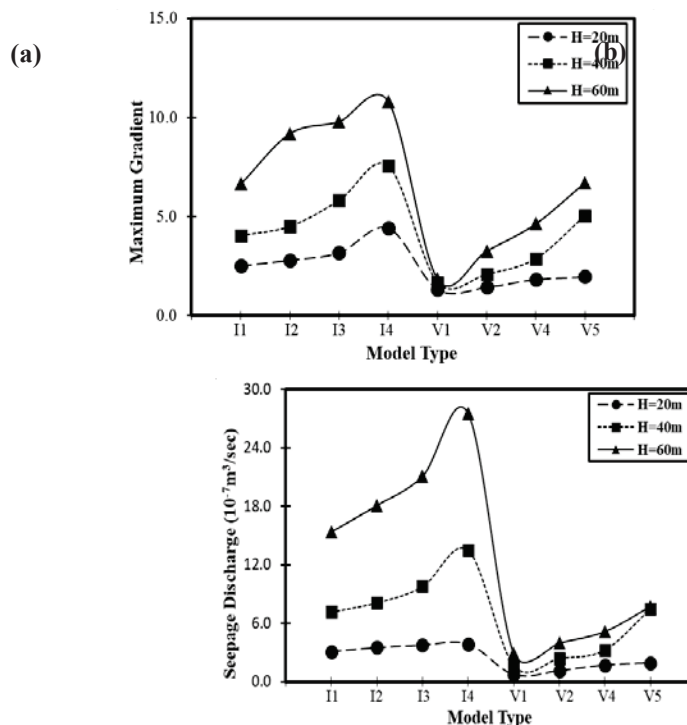 (a)
15.0
10.0
5.0
0.0
Maximum Gradient
H=20m
H=40m
H=60m
(b)
I1 I2 I3 I4 V1 V2 V4 V5
Model Type
30.0
24.0
18.0
12.0
6.0
0.0
Seepage Discharge (10⁻⁷m³/sec)
H=20m
H=40m
H=60m
I1 I2 I3 I4 V1 V2 V4 V5
Model Type